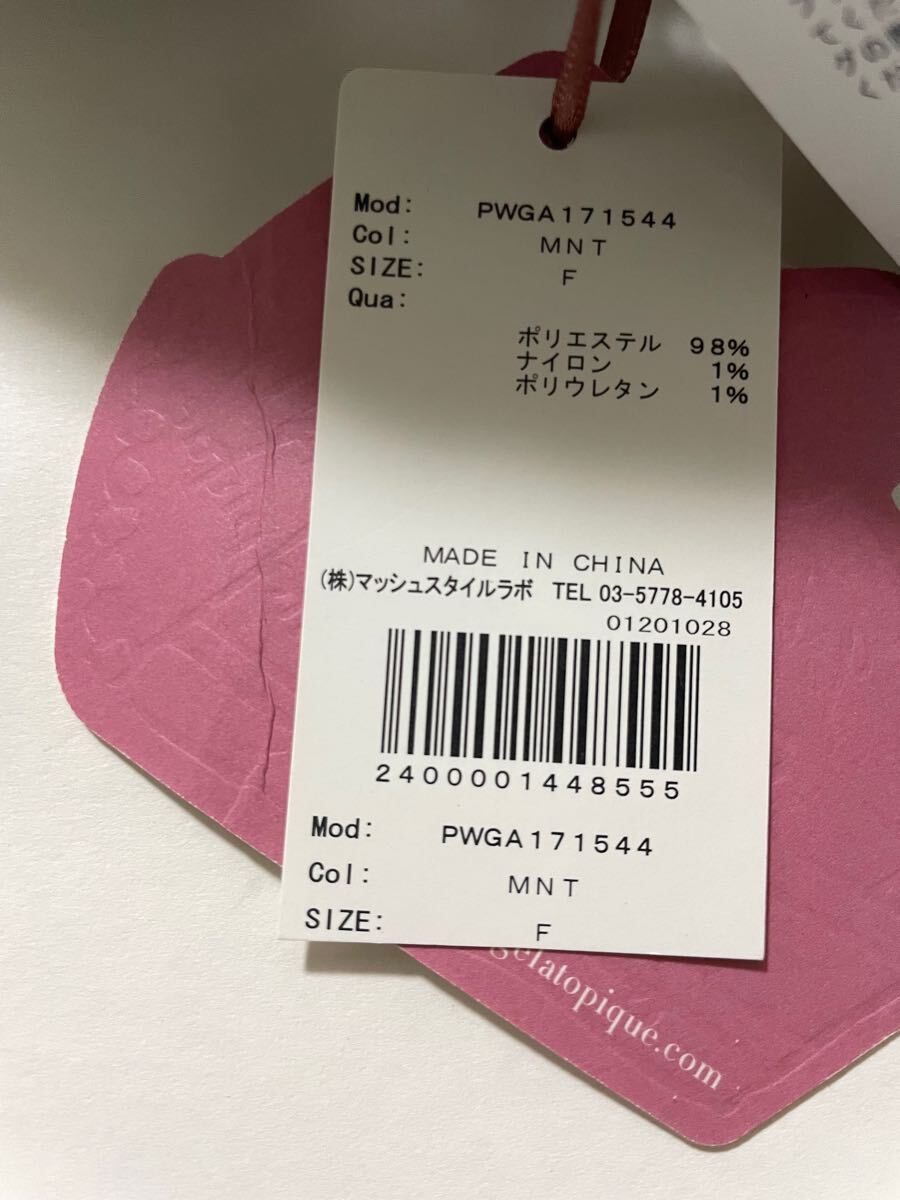 Mod: PWGA171544
Col: MNT
SIZE: F
Qua:
ポリエステル 98%
ナイロン 1%
ポリウレタン 1%
MADE IN CHINA
(株)マッシュスタイルラボ TEL 03-5778-4105
01201028
2400001448555
Mod: PWGA171544
Col: MNT
SIZE: F
gelatopique.com